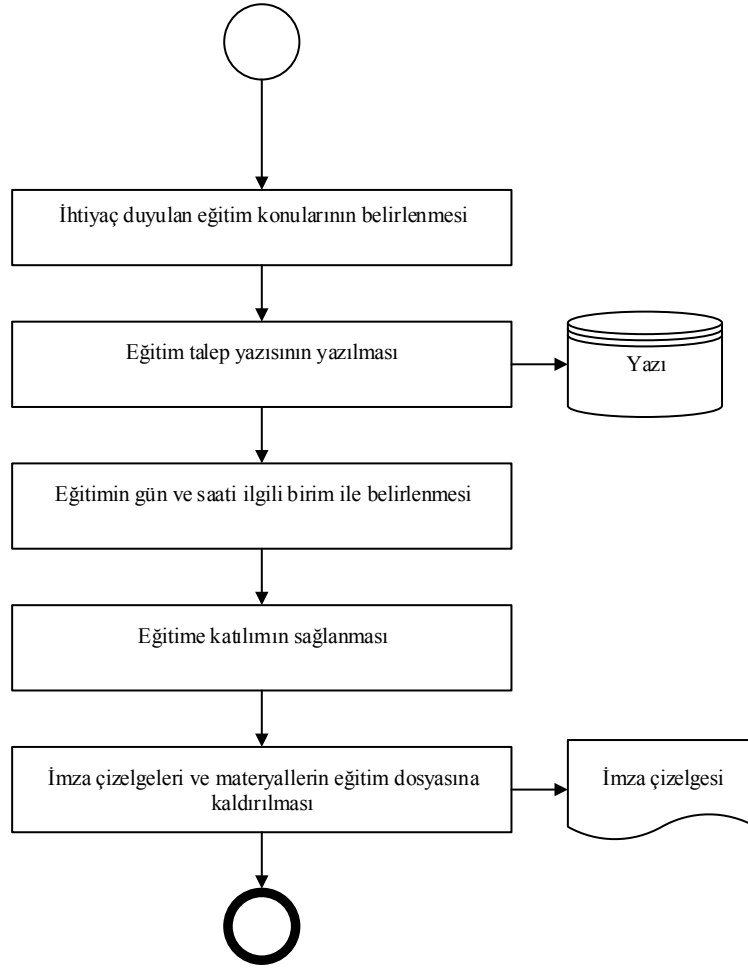 İhtiyaç duyulan eğitim konularının belirlenmesi
Eğitim talep yazısının yazılması
Yazı
Eğitimin gün ve saati ilgili birim ile belirlenmesi
Eğitime katılımın sağlanması
İmza çizelgeleri ve materyallerin eğitim dosyasına
kaldırılması
İmza çizelgesi